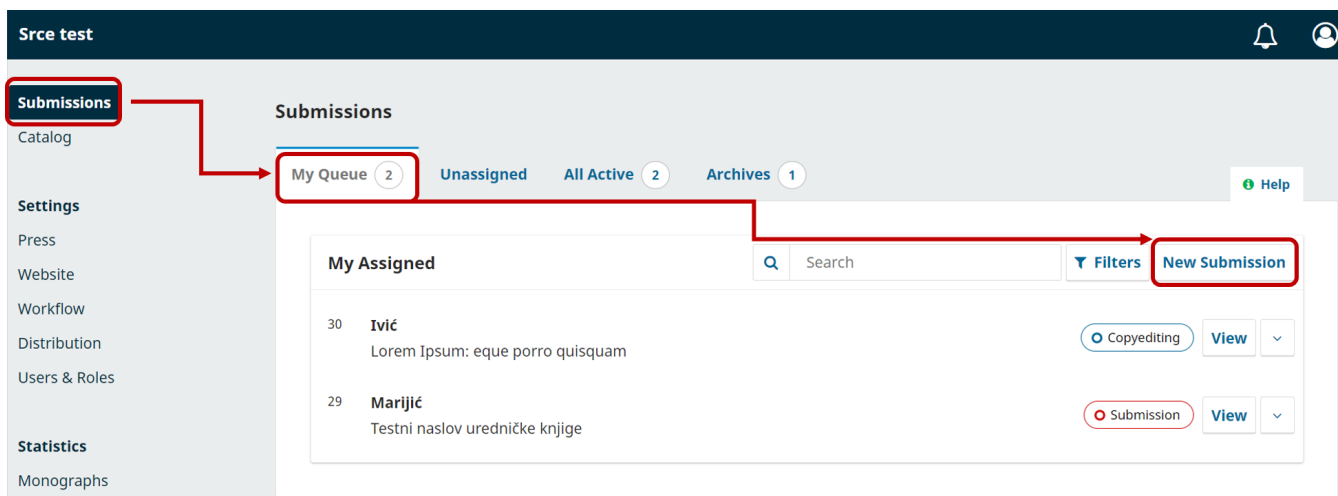 Srce test
Submissions
Catalog
Settings
Press
Website
Workflow
Distribution
Users & Roles
Statistics
Monographs
Submissions
My Queue 2 Unassigned All Active 2 Archives 1
Help
My Assigned Search Filters New Submission
30 Ivić
Lorem Ipsum: eque porro quisquam
Copyediting View
29 Marijić
Testni naslov uredničke knjige
Submission View